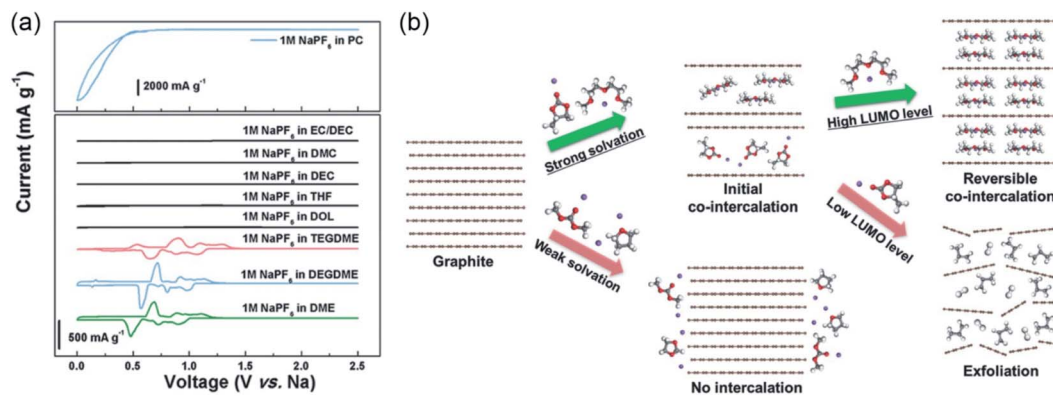 (a)
1M NaPF6 in PC
2000 mA g-1
Current (mA g-1)
1M NaPF6 in EC/DEC
1M NaPF6 in DMC
1M NaPF6 in DEC
1M NaPF6 in THF
1M NaPF6 in DOL
1M NaPF6 in TEGDME
1M NaPF6 in DEGDME
1M NaPF6 in DME
500 mA g-1
0.0 0.5 1.0 1.5 2.0 2.5
Voltage (V vs. Na)
(b)
Graphite
Strong solvation
Weak solvation
Initial
co-intercalation
High LUMO level
Low LUMO level
Reversible
co-intercalation
No intercalation
Exfoliation